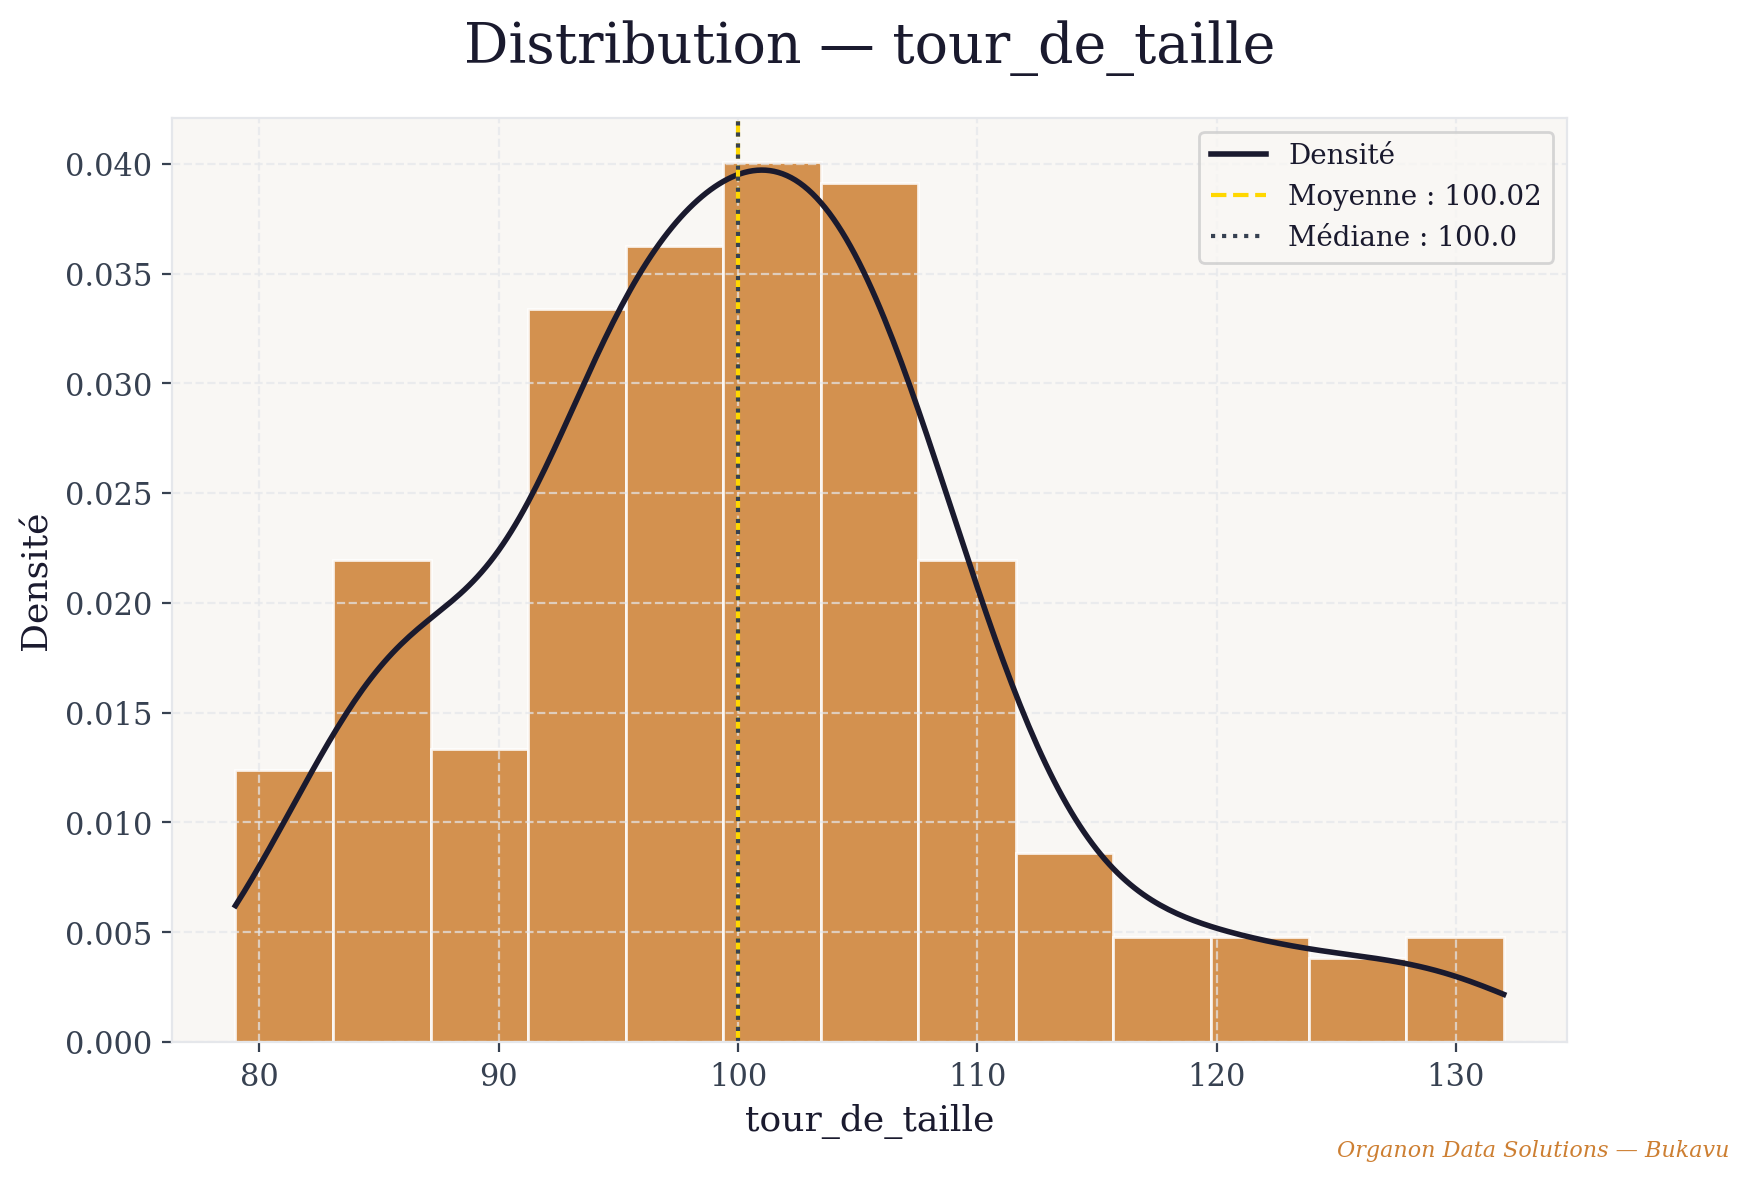 Distribution — tour_de_taille
Densité
Moyenne : 100.02
Médiane : 100.0
0.040
0.035
0.030
0.025
0.020
0.015
0.010
0.005
0.000
Densité
80 90 100 110 120 130
tour_de_taille
Organon Data Solutions — Bukavu